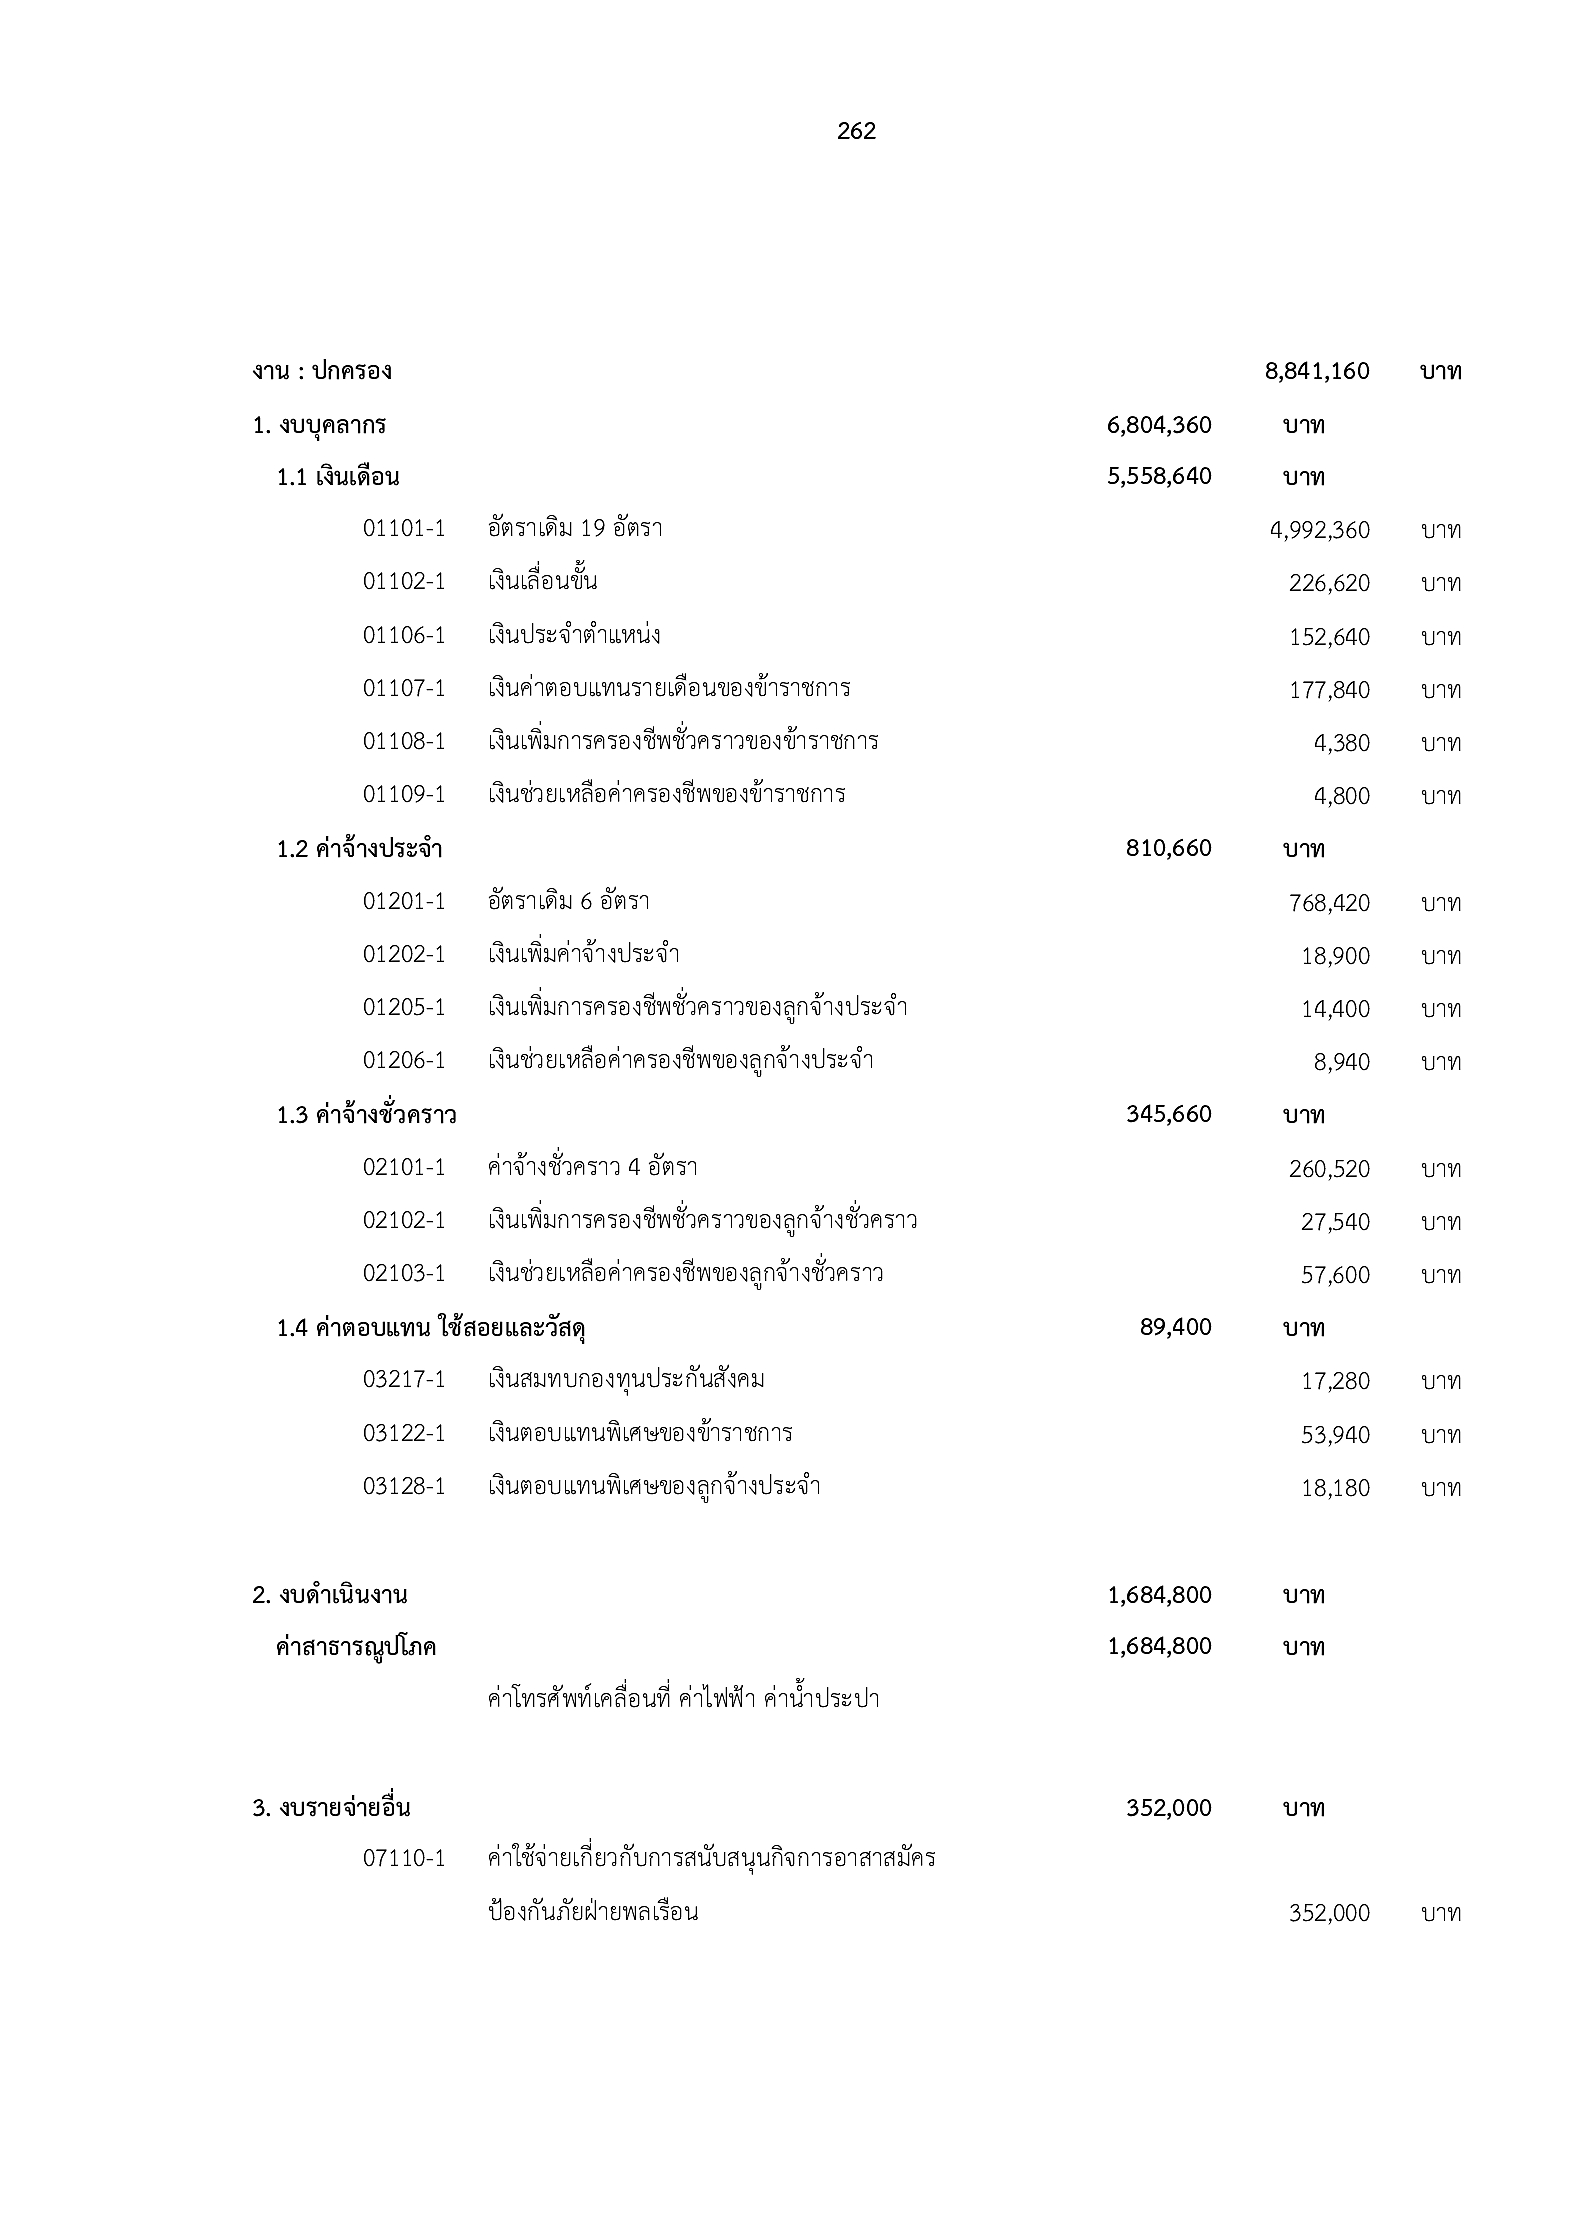 262
งาน : ปกครอง 8,841,160 บาท
1. งบบุคลากร 6,804,360 บาท
1.1 เงินเดือน 5,558,640 บาท
01101-1 อัตราเดิม 19 อัตรา 4,992,360 บาท
01102-1 เงินเลื่อนขั้น 226,620 บาท
01106-1 เงินประจำตำแหน่ง 152,640 บาท
01107-1 เงินค่าตอบแทนรายเดือนของข้าราชการ 177,840 บาท
01108-1 เงินเพิ่มการครองชีพชั่วคราวของข้าราชการ 4,380 บาท
01109-1 เงินช่วยเหลือค่าครองชีพของข้าราชการ 4,800 บาท
1.2 ค่าจ้างประจำ 810,660 บาท
01201-1 อัตราเดิม 6 อัตรา 768,420 บาท
01202-1 เงินเพิ่มค่าจ้างประจำ 18,900 บาท
01205-1 เงินเพิ่มการครองชีพชั่วคราวของลูกจ้างประจำ 14,400 บาท
01206-1 เงินช่วยเหลือค่าครองชีพของลูกจ้างประจำ 8,940 บาท
1.3 ค่าจ้างชั่วคราว 345,660 บาท
02101-1 ค่าจ้างชั่วคราว 4 อัตรา 260,520 บาท
02102-1 เงินเพิ่มการครองชีพชั่วคราวของลูกจ้างชั่วคราว 27,540 บาท
02103-1 เงินช่วยเหลือค่าครองชีพของลูกจ้างชั่วคราว 57,600 บาท
1.4 ค่าตอบแทน ใช้สอยและวัสดุ 89,400 บาท
03217-1 เงินสมทบกองทุนประกันสังคม 17,280 บาท
03122-1 เงินตอบแทนพิเศษของข้าราชการ 53,940 บาท
03128-1 เงินตอบแทนพิเศษของลูกจ้างประจำ 18,180 บาท
2. งบดำเนินงาน 1,684,800 บาท
ค่าสาธารณูปโภค 1,684,800 บาท
ค่าโทรศัพท์เคลื่อนที่ ค่าไฟฟ้า ค่าน้ำประปา
3. งบรายจ่ายอื่น 352,000 บาท
07110-1 ค่าใช้จ่ายเกี่ยวกับการสนับสนุนกิจการอาสาสมัคร
ป้องกันภัยฝ่ายพลเรือน 352,000 บาท